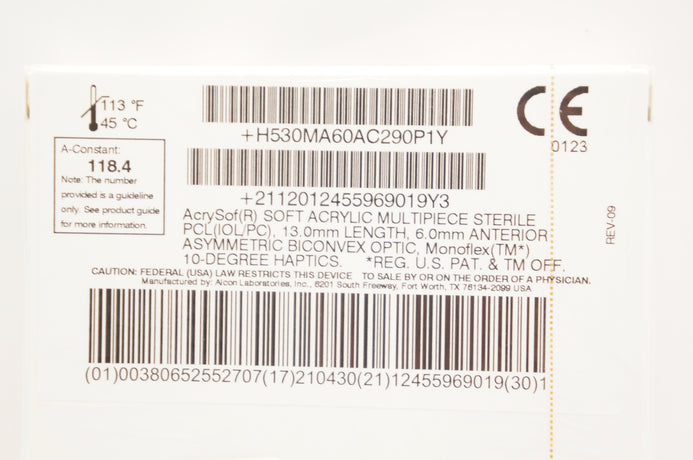 113 °F
45 °C
A-Constant:
118.4
Note: The number
provided is a guideline
only. See product guide
for more information.
+H530MA60AC290P1Y
+2112012455969019Y3
CE
0123
AcrySof(R) SOFT ACRYLIC MULTIPIECE STERILE
PCL(IOL/PC), 13.0mm LENGTH, 6.0mm ANTERIOR
ASYMMETRIC BICONVEX OPTIC, Monoflex(TM*)
10-DEGREE HAPTICS. *REG. U.S. PAT. & TM OFF.
CAUTION: FEDERAL (USA) LAW RESTRICTS THIS DEVICE TO SALE BY OR ON THE ORDER OF A PHYSICIAN.
Manufactured by: Alcon Laboratories, Inc., 6201 South Freeway, Fort Worth, TX 76134-2099 USA
REV-09
(01)00380652552707(17)210430(21)12455969019(30)1